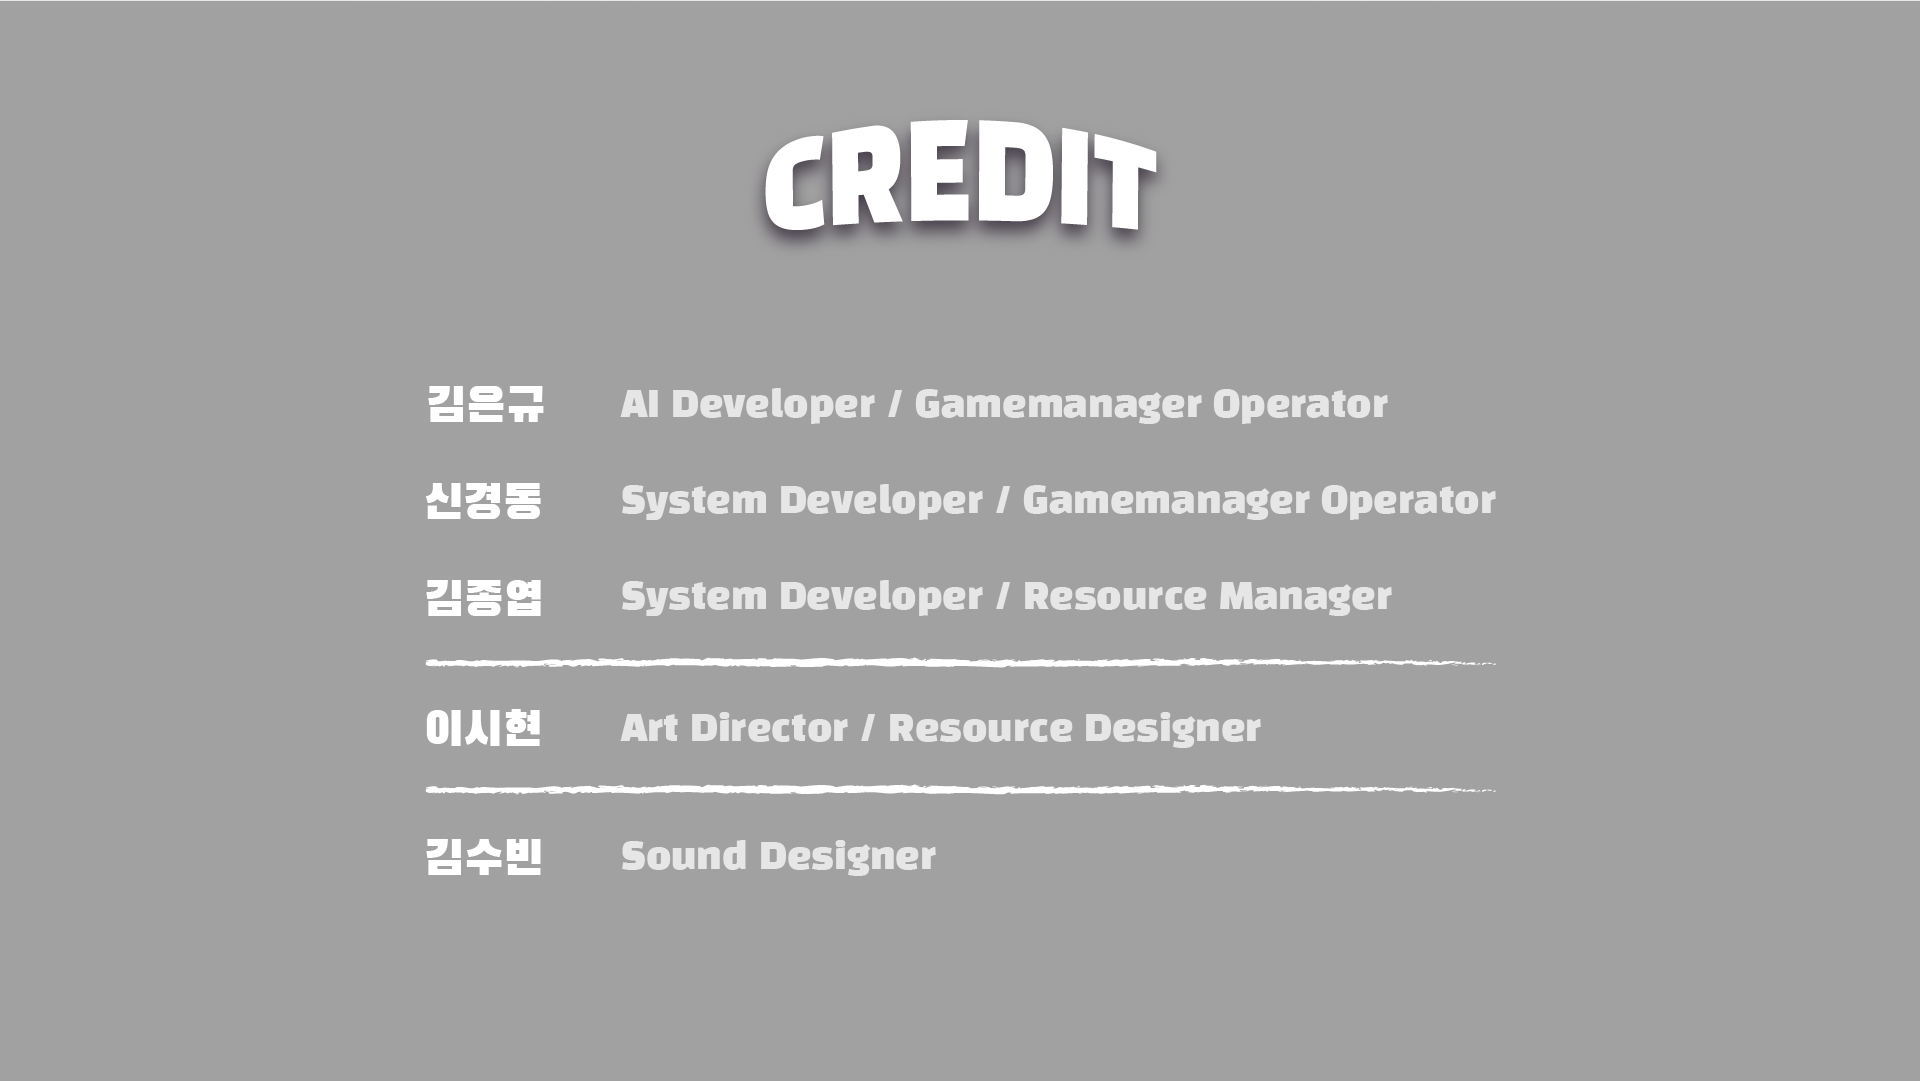 CREDIT
김은규 AI Developer / Gamemanager Operator
신경동 System Developer / Gamemanager Operator
김종엽 System Developer / Resource Manager
이시현 Art Director / Resource Designer
김수빈 Sound Designer